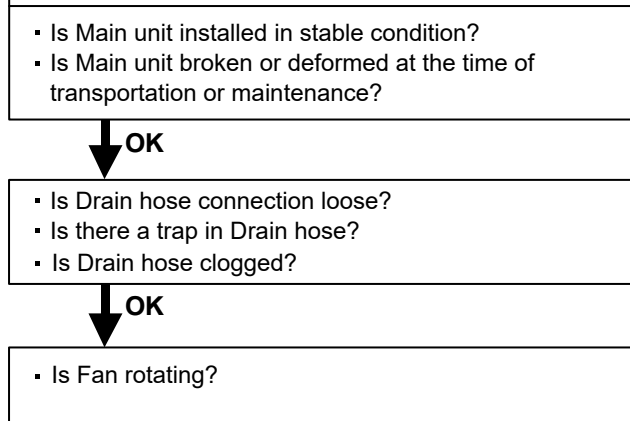 ▪ Is Main unit installed in stable condition?
▪ Is Main unit broken or deformed at the time of
transportation or maintenance?
OK
▪ Is Drain hose connection loose?
▪ Is there a trap in Drain hose?
▪ Is Drain hose clogged?
OK
▪ Is Fan rotating?